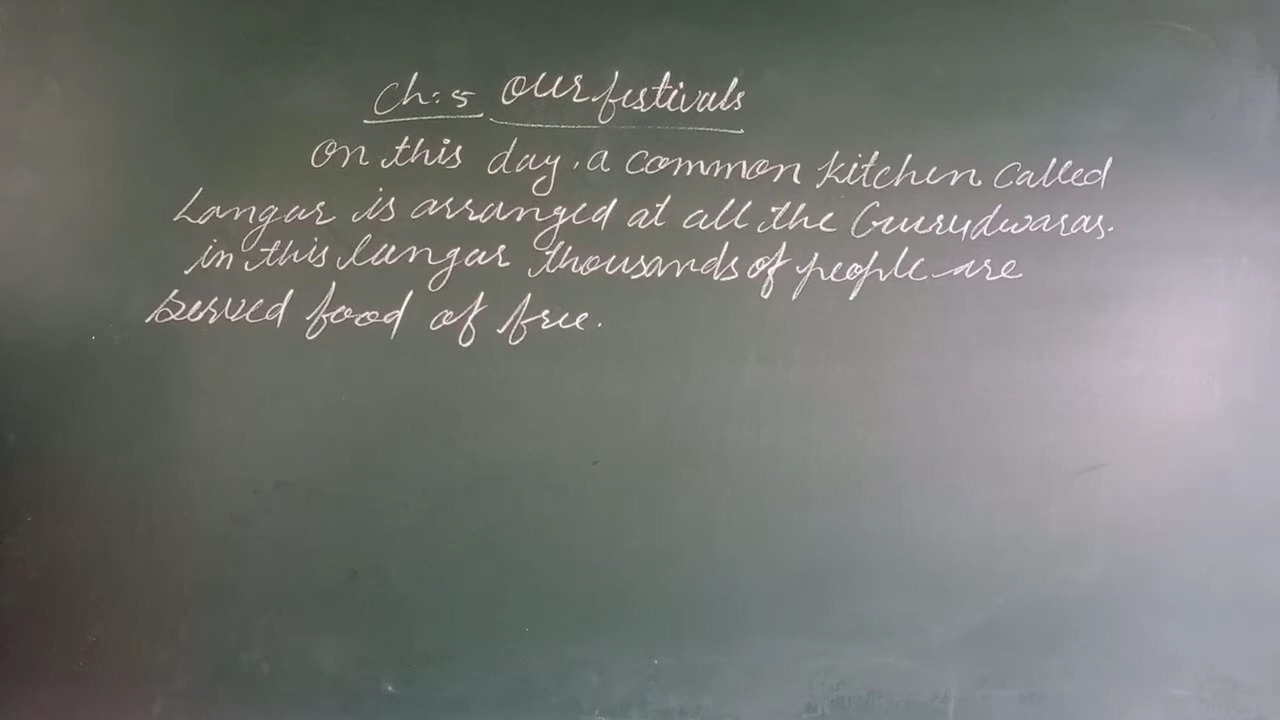 Ch:5 Our festivals
On this day, a common kitchen called
Langar is arranged at all the Gurudwaras.
in this langar thousands of people are
served food of free.